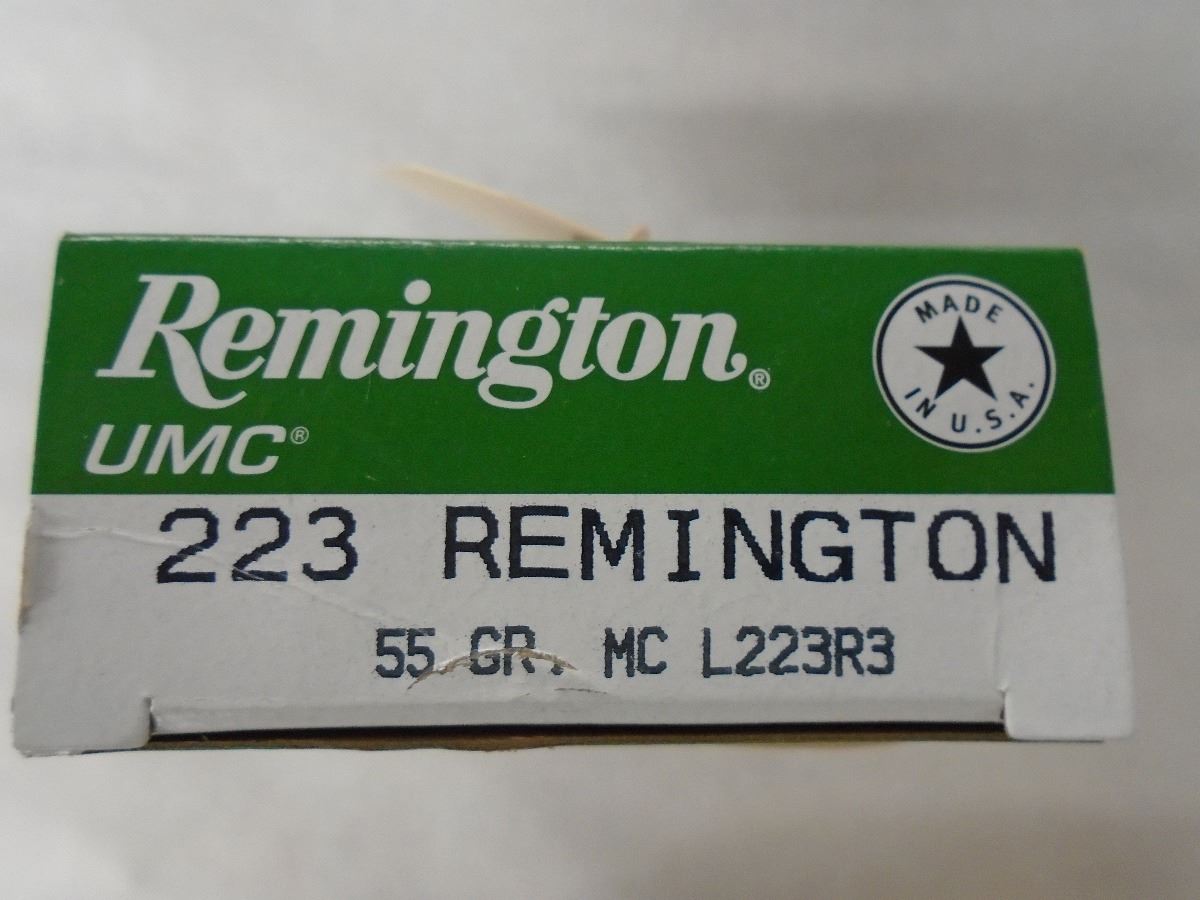 Remington®
UMC®
MADE
IN U.S.A.
223 REMINGTON
55 GR. MC L223R3